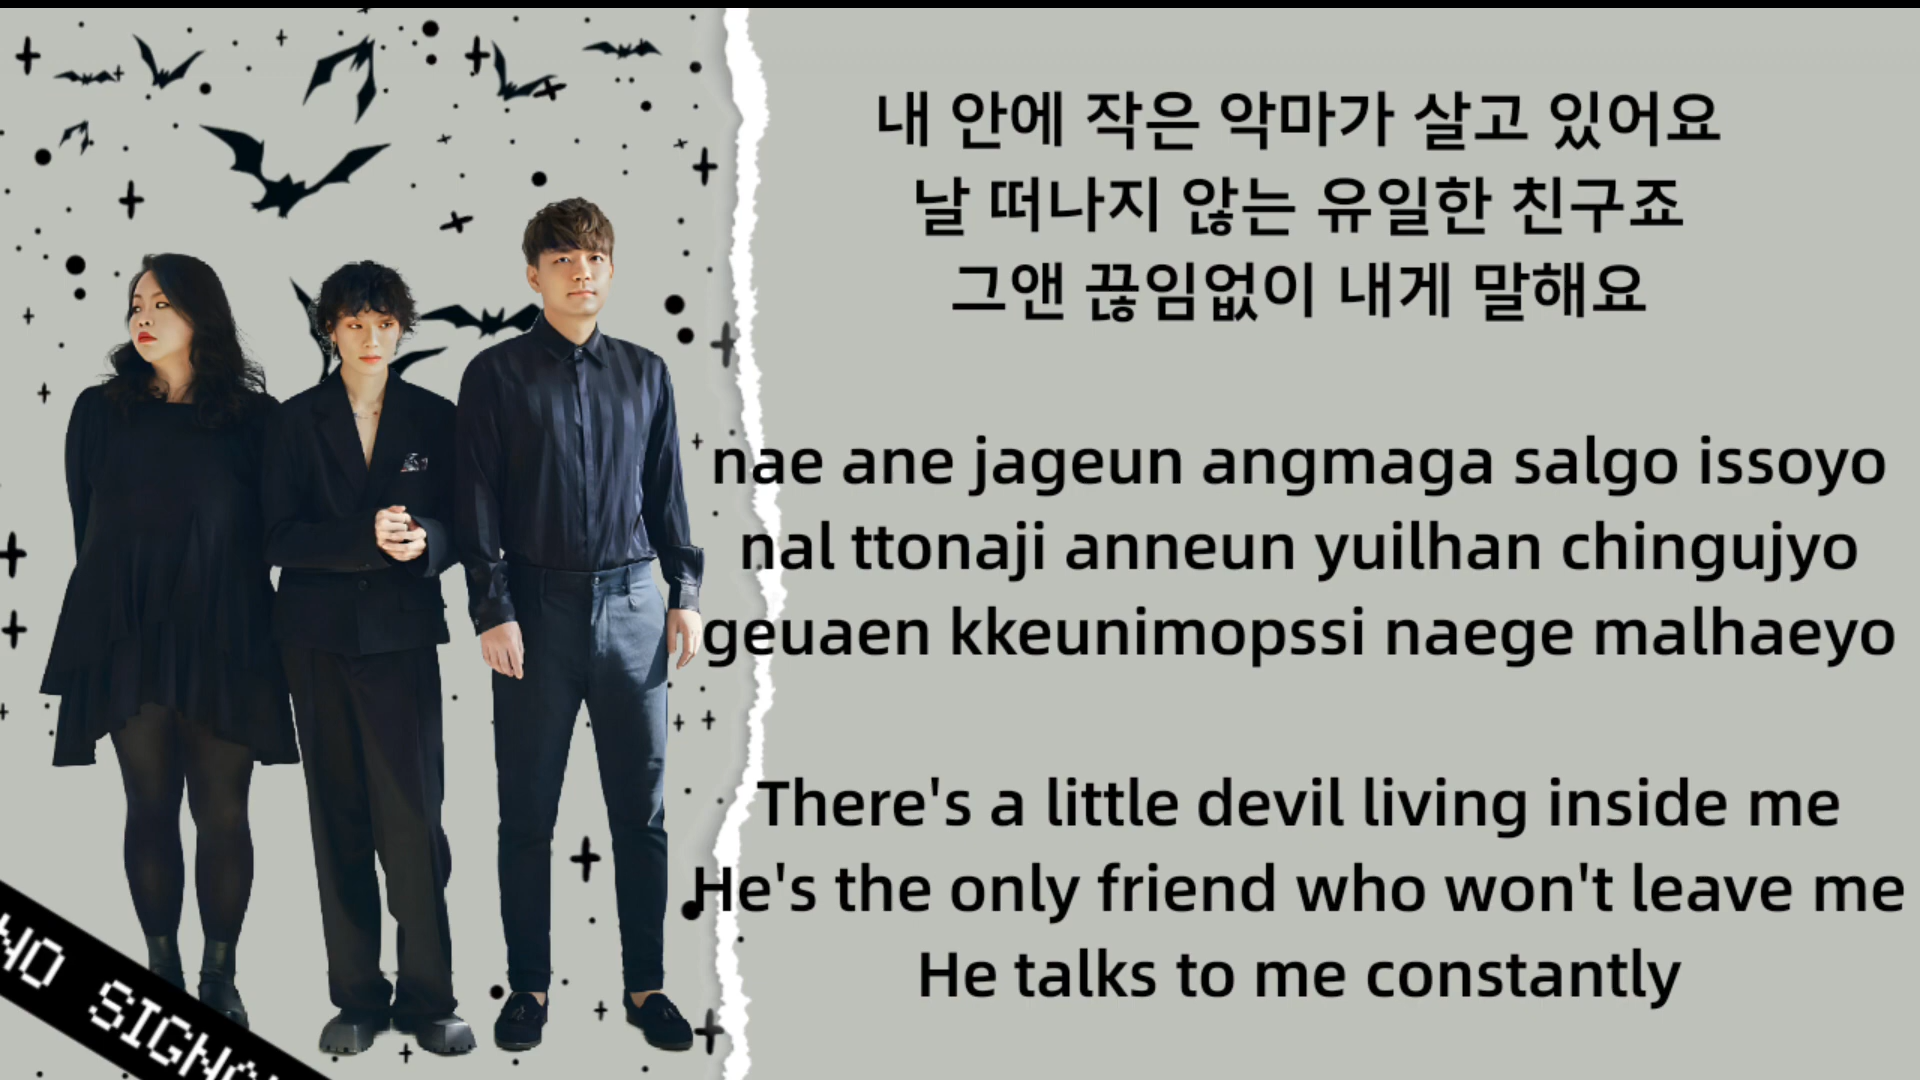 내 안에 작은 악마가 살고 있어요
날 떠나지 않는 유일한 친구죠
그앤 끊임없이 내게 말해요
nae ane jageun angmaga salgo issoyo
nal ttonaji anneun yuilhan chingujyo
geuaen kkeunimopssi naege malhaeyo
There's a little devil living inside me
He's the only friend who won't leave me
He talks to me constantly
NO SIGNA